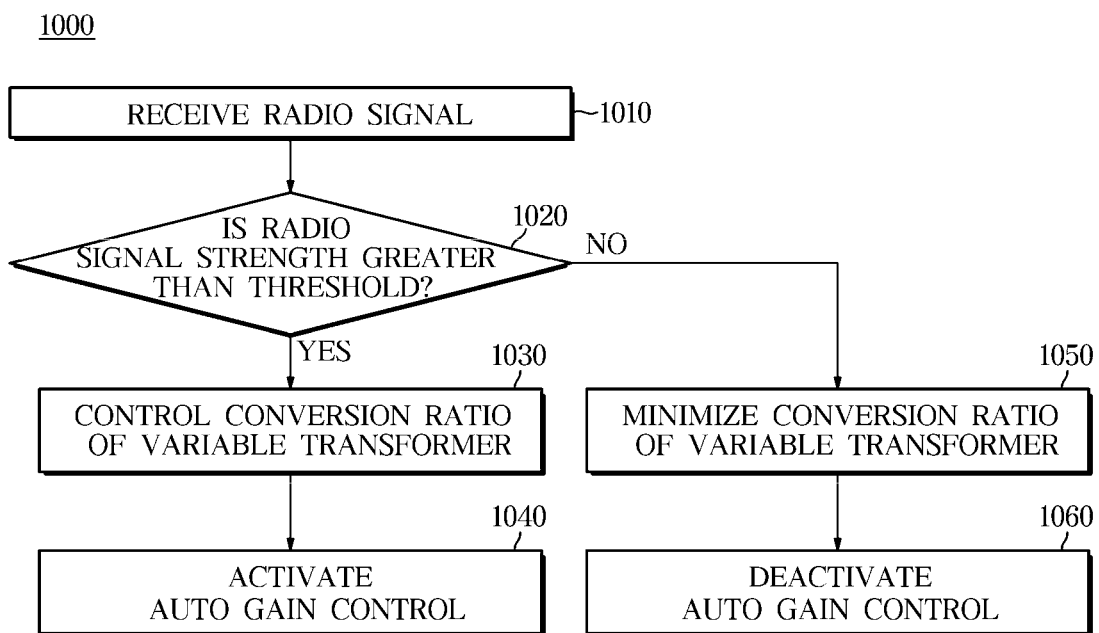 1000
RECEIVE RADIO SIGNAL
1010
IS RADIO
SIGNAL STRENGTH GREATER
THAN THRESHOLD?
1020
NO
YES
1030
CONTROL CONVERSION RATIO
OF VARIABLE TRANSFORMER
1050
MINIMIZE CONVERSION RATIO
OF VARIABLE TRANSFORMER
1040
ACTIVATE
AUTO GAIN CONTROL
1060
DEACTIVATE
AUTO GAIN CONTROL